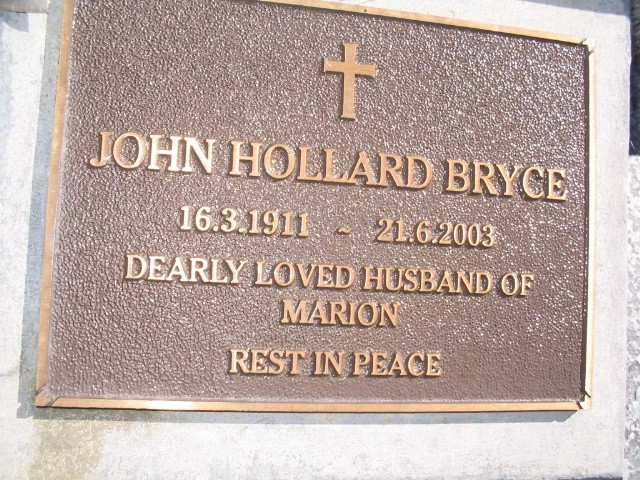 JOHN HOLLARD BRYCE
16.3.1911 ~ 21.6.2003
DEARLY LOVED HUSBAND OF
MARION
REST IN PEACE